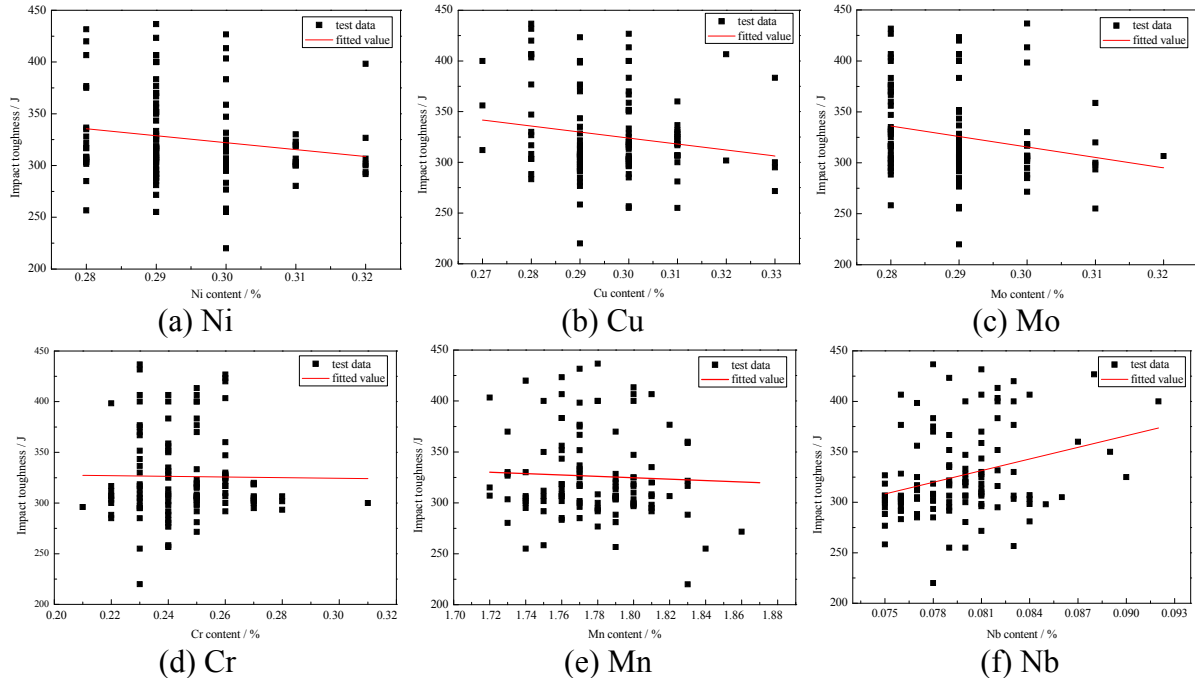 450
400
350
300
250
200
Impact toughness / J
test data
fitted value
0.28 0.29 0.30 0.31 0.32
Ni content / %
(a) Ni
450
400
350
300
250
200
Impact toughness / J
test data
fitted value
0.27 0.28 0.29 0.30 0.31 0.32 0.33
Cu content / %
(b) Cu
450
400
350
300
250
200
Impact toughness / J
test data
fitted value
0.28 0.29 0.30 0.31 0.32
Mo content / %
(c) Mo
450
400
350
300
250
200
Impact toughness / J
test data
fitted value
0.20 0.22 0.24 0.26 0.28 0.30 0.32
Cr content / %
(d) Cr
450
400
350
300
250
200
Impact toughness /J
test data
fitted value
1.70 1.72 1.74 1.76 1.78 1.80 1.82 1.84 1.86 1.88
Mn content / %
(e) Mn
450
400
350
300
250
200
Impact toughness / J
test data
fitted value
0.075 0.078 0.081 0.084 0.087 0.090 0.093
Nb content / %
(f) Nb